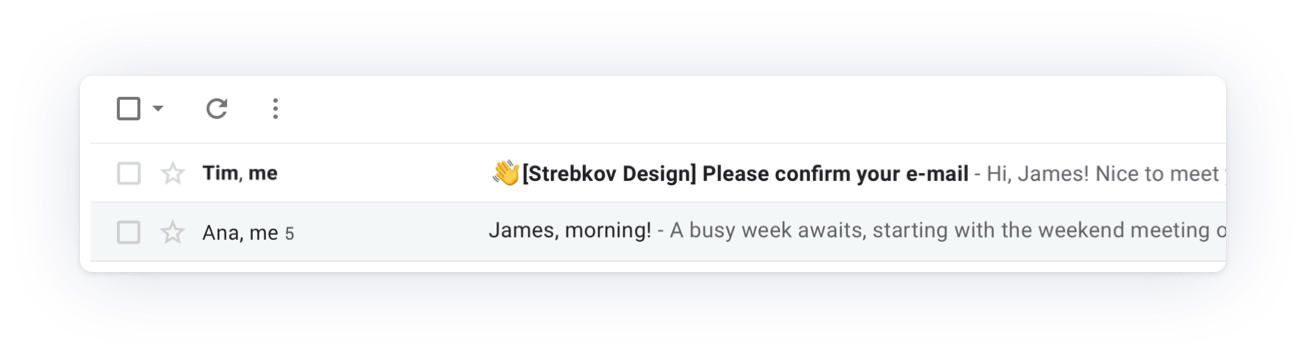 Tim, me 👋[Strebkov Design] Please confirm your e-mail - Hi, James! Nice to meet
Ana, me 5 James, morning! - A busy week awaits, starting with the weekend meeting o